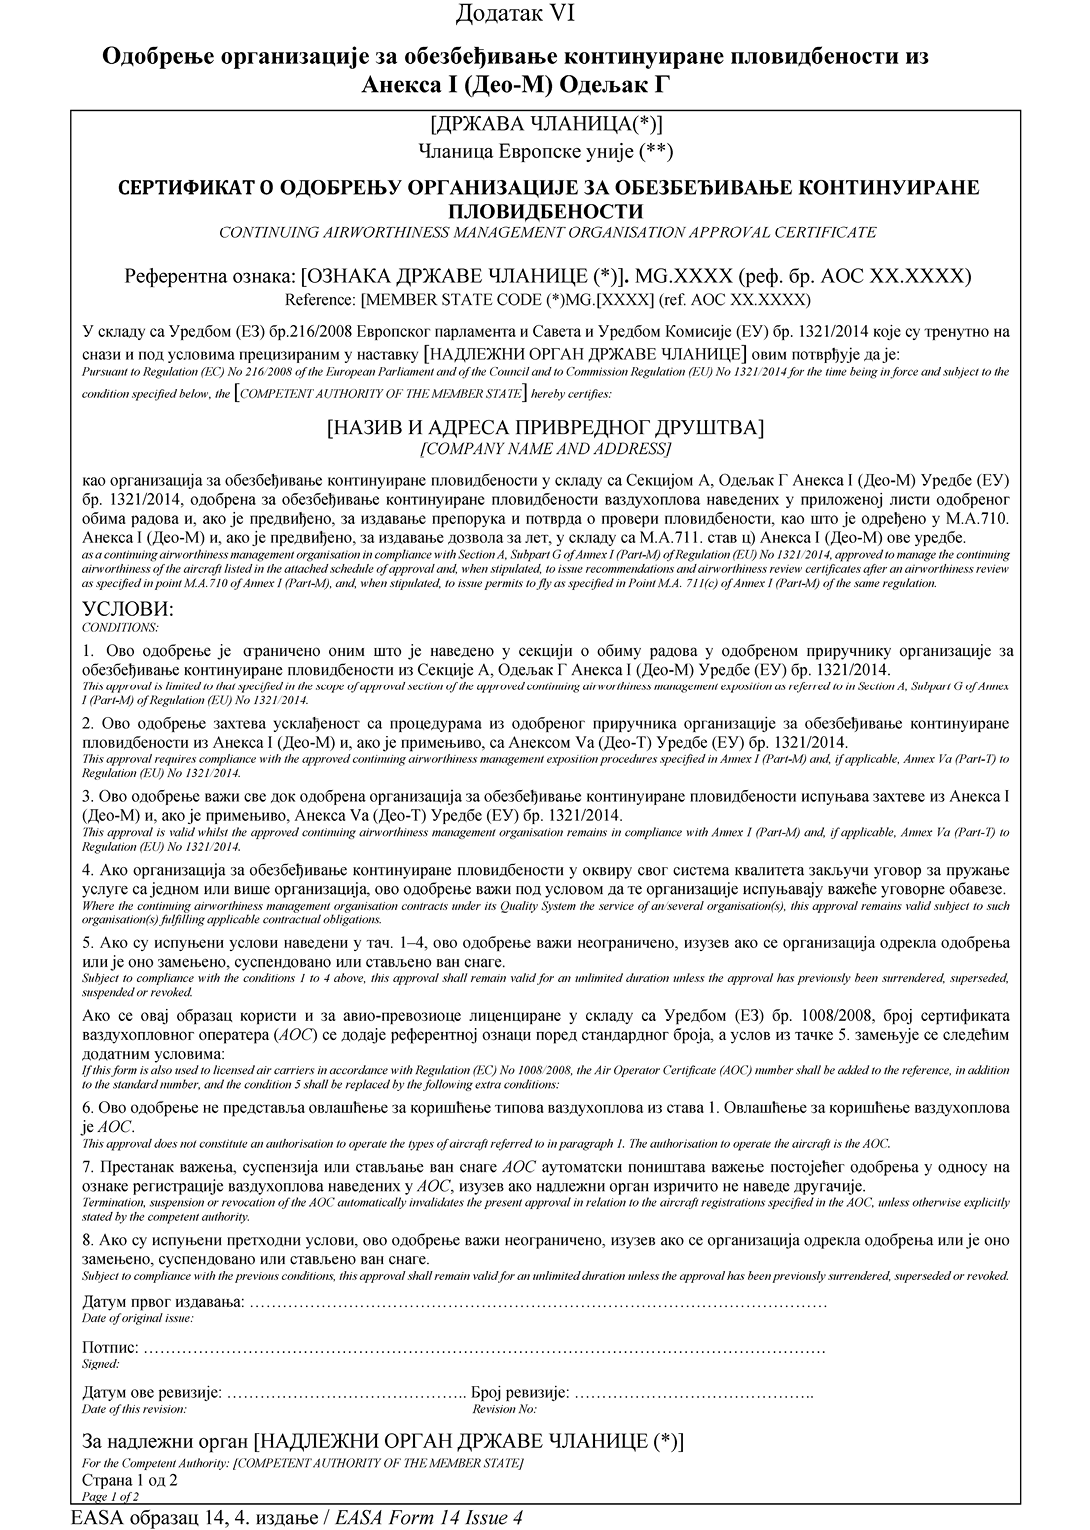 Додатак VI
Одобрење организације за обезбеђивање континуиране пловидбености из
Анекса I (Део-М) Одељак Г
[ДРЖАВА ЧЛАНИЦА(*)]
Чланица Европске уније (**)
СЕРТИФИКАТ О ОДОБРЕЊУ ОРГАНИЗАЦИЈЕ ЗА ОБЕЗБЕЂИВАЊЕ КОНТИНУИРАНЕ
ПЛОВИДБЕНОСТИ
CONTINUING AIRWORTHINESS MANAGEMENT ORGANISATION APPROVAL CERTIFICATE
Референтна ознака: [ОЗНАКА ДРЖАВЕ ЧЛАНИЦЕ (*)]. MG.XXXX (реф. бр. AOC XX.XXXX)
Reference: [MEMBER STATE CODE (*)MG.[XXXX] (ref. AOC XX.XXXX)
У складу са Уредбом (ЕЗ) бр.216/2008 Европског парламента и Савета и Уредбом Комисије (ЕУ) бр. 1321/2014 које су тренутно на
снази и под условима прецизираним у наставку [НАДЛЕЖНИ ОРГАН ДРЖАВЕ ЧЛАНИЦЕ] овим потврђује да је:
Pursuant to Regulation (EC) No 216/2008 of the European Parliament and of the Council and to Commission Regulation (EU) No 1321/2014 for the time being in force and subject to the
condition specified below, the [COMPETENT AUTHORITY OF THE MEMBER STATE] hereby certifies:
[НАЗИВ И АДРЕСА ПРИВРЕДНОГ ДРУШТВА]
[COMPANY NAME AND ADDRESS]
као организација за обезбеђивање континуиране пловидбености у складу са Секцијом А, Одељак Г Анекса I (Део-М) Уредбе (ЕУ)
бр. 1321/2014, одобрена за обезбеђивање континуиране пловидбености ваздухоплова наведених у приложеној листи одобреног
обима радова и, ако је предвиђено, за издавање препорука и потврда о провери пловидбености, као што је одређено у М.А.710.
Анекса I (Део-М) и, ако је предвиђено, за издавање дозвола за лет, у складу са М.А.711. став ц) Анекса I (Део-М) ове уредбе.
as a continuing airworthiness management organisation in compliance with Section A, Subpart G of Annex I (Part-M) of Regulation (EU) No 1321/2014, approved to manage the continuing
airworthiness of the aircraft listed in the attached schedule of approval and, when stipulated, to issue recommendations and airworthiness review certificates after an airworthiness review
as specified in point M.A.710 of Annex I (Part-M), and, when stipulated, to issue permits to fly as specified in Point M.A. 711(c) of Annex I (Part-M) of the same regulation.
УСЛОВИ:
CONDITIONS:
1. Ово одобрење је ограничено оним што је наведено у секцији о обиму радова у одобреном приручнику организације за
обезбеђивање континуиране пловидбености из Секције А, Одељак Г Анекса I (Део-М) Уредбе (ЕУ) бр. 1321/2014.
This approval is limited to that specified in the scope of approval section of the approved continuing airworthiness management exposition as referred to in Section A, Subpart G of Annex
I (Part-M) of Regulation (EU) No 1321/2014.
2. Ово одобрење захтева усклађеност са процедурама из одобреног приручника организације за обезбеђивање континуиране
пловидбености из Анекса I (Део-М) и, ако је примењиво, са Анексом Va (Део-Т) Уредбе (ЕУ) бр. 1321/2014.
This approval requires compliance with the approved continuing airworthiness management exposition procedures specified in Annex I (Part-M) and, if applicable, Annex Va (Part-T) to
Regulation (EU) No 1321/2014.
3. Ово одобрење важи све док одобрена организација за обезбеђивање континуиране пловидбености испуњава захтеве из Анекса I
(Део-М) и, ако је примењиво, Анекса Va (Део-Т) Уредбе (ЕУ) бр. 1321/2014.
This approval is valid whilst the approved continuing airworthiness management organisation remains in compliance with Annex I (Part-M) and, if applicable, Annex Va (Part-T) to
Regulation (EU) No 1321/2014.
4. Ако организација за обезбеђивање континуиране пловидбености у оквиру свог система квалитета закључи уговор за пружање
услуге са једном или више организација, ово одобрење важи под условом да те организације испуњавају важеће уговорне обавезе.
Where the continuing airworthiness management organisation contracts under its Quality System the service of an/several organisation(s), this approval remains valid subject to such
organisation(s) fulfilling applicable contractual obligations.
5. Ако су испуњени услови наведени у тач. 1–4, ово одобрење важи неограничено, изузев ако се организација одрекла одобрења
или је оно замењено, суспендовано или стављено ван снаге.
Subject to compliance with the conditions 1 to 4 above, this approval shall remain valid for an unlimited duration unless the approval has previously been surrendered, superseded,
suspended or revoked.
Ако се овај образац користи и за авио-превозиоце лиценциране у складу са Уредбом (ЕЗ) бр. 1008/2008, број сертификата
ваздухопловног оператера (AOC) се додаје референтној ознаци поред стандардног броја, а услов из тачке 5. замењује се следећим
додатним условима:
If this form is also used to licensed air carriers in accordance with Regulation (EC) No 1008/2008, the Air Operator Certificate (AOC) number shall be added to the reference, in addition
to the standard number, and the condition 5 shall be replaced by the following extra conditions:
6. Ово одобрење не представља овлашћење за коришћење типова ваздухоплова из става 1. Овлашћење за коришћење ваздухоплова
је AOC.
This approval does not constitute an authorisation to operate the types of aircraft referred to in paragraph 1. The authorisation to operate the aircraft is the AOC.
7. Престанак важења, суспензија или стављање ван снаге AOC аутоматски поништава важење постојећег одобрења у односу на
ознаке регистрације ваздухоплова наведених у AOC, изузев ако надлежни орган изричито не наведе другачије.
Termination, suspension or revocation of the AOC automatically invalidates the present approval in relation to the aircraft registrations specified in the AOC, unless otherwise explicitly
stated by the competent authority.
8. Ако су испуњени претходни услови, ово одобрење важи неограничено, изузев ако се организација одрекла одобрења или је оно
замењено, суспендовано или стављено ван снаге.
Subject to compliance with the previous conditions, this approval shall remain valid for an unlimited duration unless the approval has been previously surrendered, superseded or revoked.
Датум првог издавања: ……………………………………………………………………………………………
Date of original issue:
Потпис: ………………………………………………………………………………………………………………
Signed:
Датум ове ревизије: …………………………………….. Број ревизије: ……………………………………..
Date of this revision: Revision No:
За надлежни орган [НАДЛЕЖНИ ОРГАН ДРЖАВЕ ЧЛАНИЦЕ (*)]
For the Competent Authority: [COMPETENT AUTHORITY OF THE MEMBER STATE]
Страна 1 од 2
Page 1 of 2
EASA образац 14, 4. издање / EASA Form 14 Issue 4